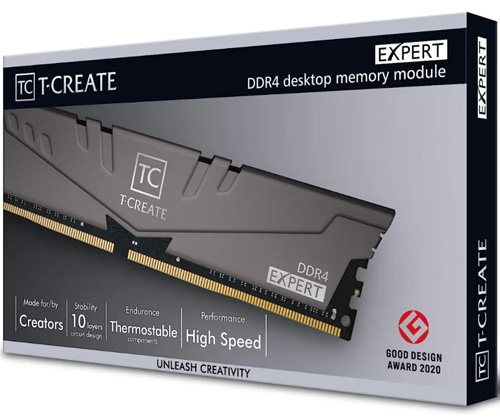 TC T-CREATE
EXPERT
DDR4 desktop memory module
EXPERT
TC
T-CREATE
DDR4
EXPERT
Made for/by
Creators
Stability
10 layers
circuit design
Endurance
Thermostable
components
Performance
High Speed
UNLEASH CREATIVITY
G
GOOD DESIGN
AWARD 2020